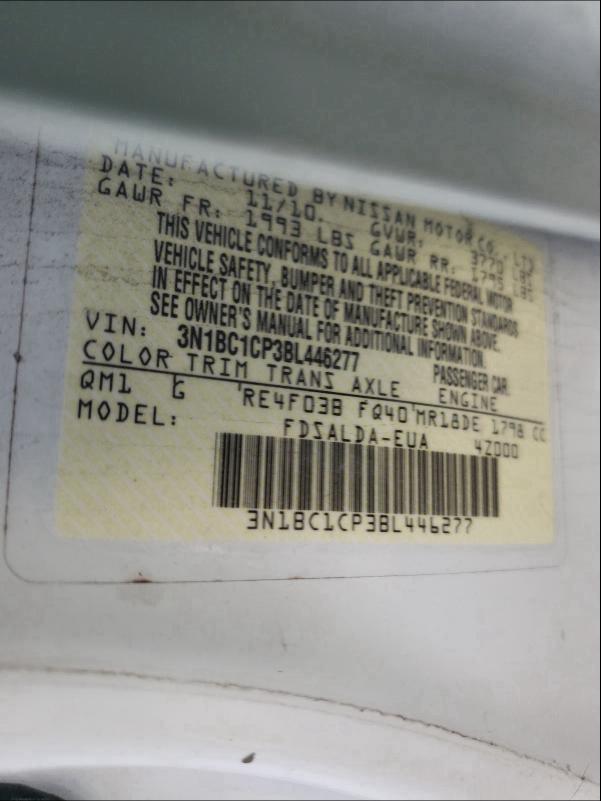 MANUFACTURED BY NISSAN MOTOR CO., LTD
DATE: 11/10. GVWR: 3770 LBS
GAWR FR: 1993 LBS GAWR RR: 1795 LBS
THIS VEHICLE CONFORMS TO ALL APPLICABLE FEDERAL MOTOR
VEHICLE SAFETY, BUMPER AND THEFT PREVENTION STANDARDS
IN EFFECT ON THE DATE OF MANUFACTURE SHOWN ABOVE.
SEE OWNER'S MANUAL FOR ADDITIONAL INFORMATION.
VIN: 3N1BC1CP3BL446277 PASSENGER CAR
COLOR TRIM TRANS AXLE ENGINE
QM1 G RE4F03B FQ40 MR18DE 1798 CC
MODEL: FDSALDA-EUA 4Z000
3N1BC1CP3BL446277